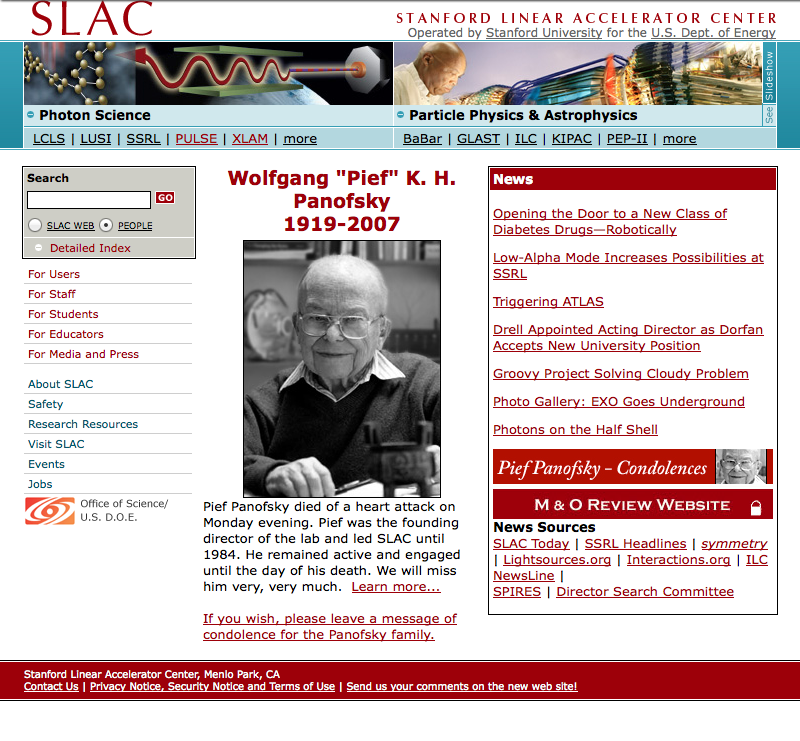 SLAC
STANFORD LINEAR ACCELERATOR CENTER
Operated by Stanford University for the U.S. Dept. of Energy
See Slideshow
Photon Science
LCLS | LUSI | SSRL | PULSE | XLAM | more
Particle Physics & Astrophysics
BaBar | GLAST | ILC | KIPAC | PEP-II | more
Search
GO
SLAC WEB PEOPLE
Detailed Index
For Users
For Staff
For Students
For Educators
For Media and Press
About SLAC
Safety
Research Resources
Visit SLAC
Events
Jobs
Office of Science/
U.S. D.O.E.
Wolfgang "Pief" K. H.
Panofsky
1919-2007
Pief Panofsky died of a heart attack on
Monday evening. Pief was the founding
director of the lab and led SLAC until
1984. He remained active and engaged
until the day of his death. We will miss
him very, very much. Learn more...
If you wish, please leave a message of
condolence for the Panofsky family.
News
Opening the Door to a New Class of
Diabetes Drugs—Robotically
Low-Alpha Mode Increases Possibilities at
SSRL
Triggering ATLAS
Drell Appointed Acting Director as Dorfan
Accepts New University Position
Groovy Project Solving Cloudy Problem
Photo Gallery: EXO Goes Underground
Photons on the Half Shell
Pief Panofsky - Condolences
M & O REVIEW WEBSITE
News Sources
SLAC Today | SSRL Headlines | symmetry
| Lightsources.org | Interactions.org | ILC
NewsLine |
SPIRES | Director Search Committee
Stanford Linear Accelerator Center, Menlo Park, CA
Contact Us | Privacy Notice, Security Notice and Terms of Use | Send us your comments on the new web site!